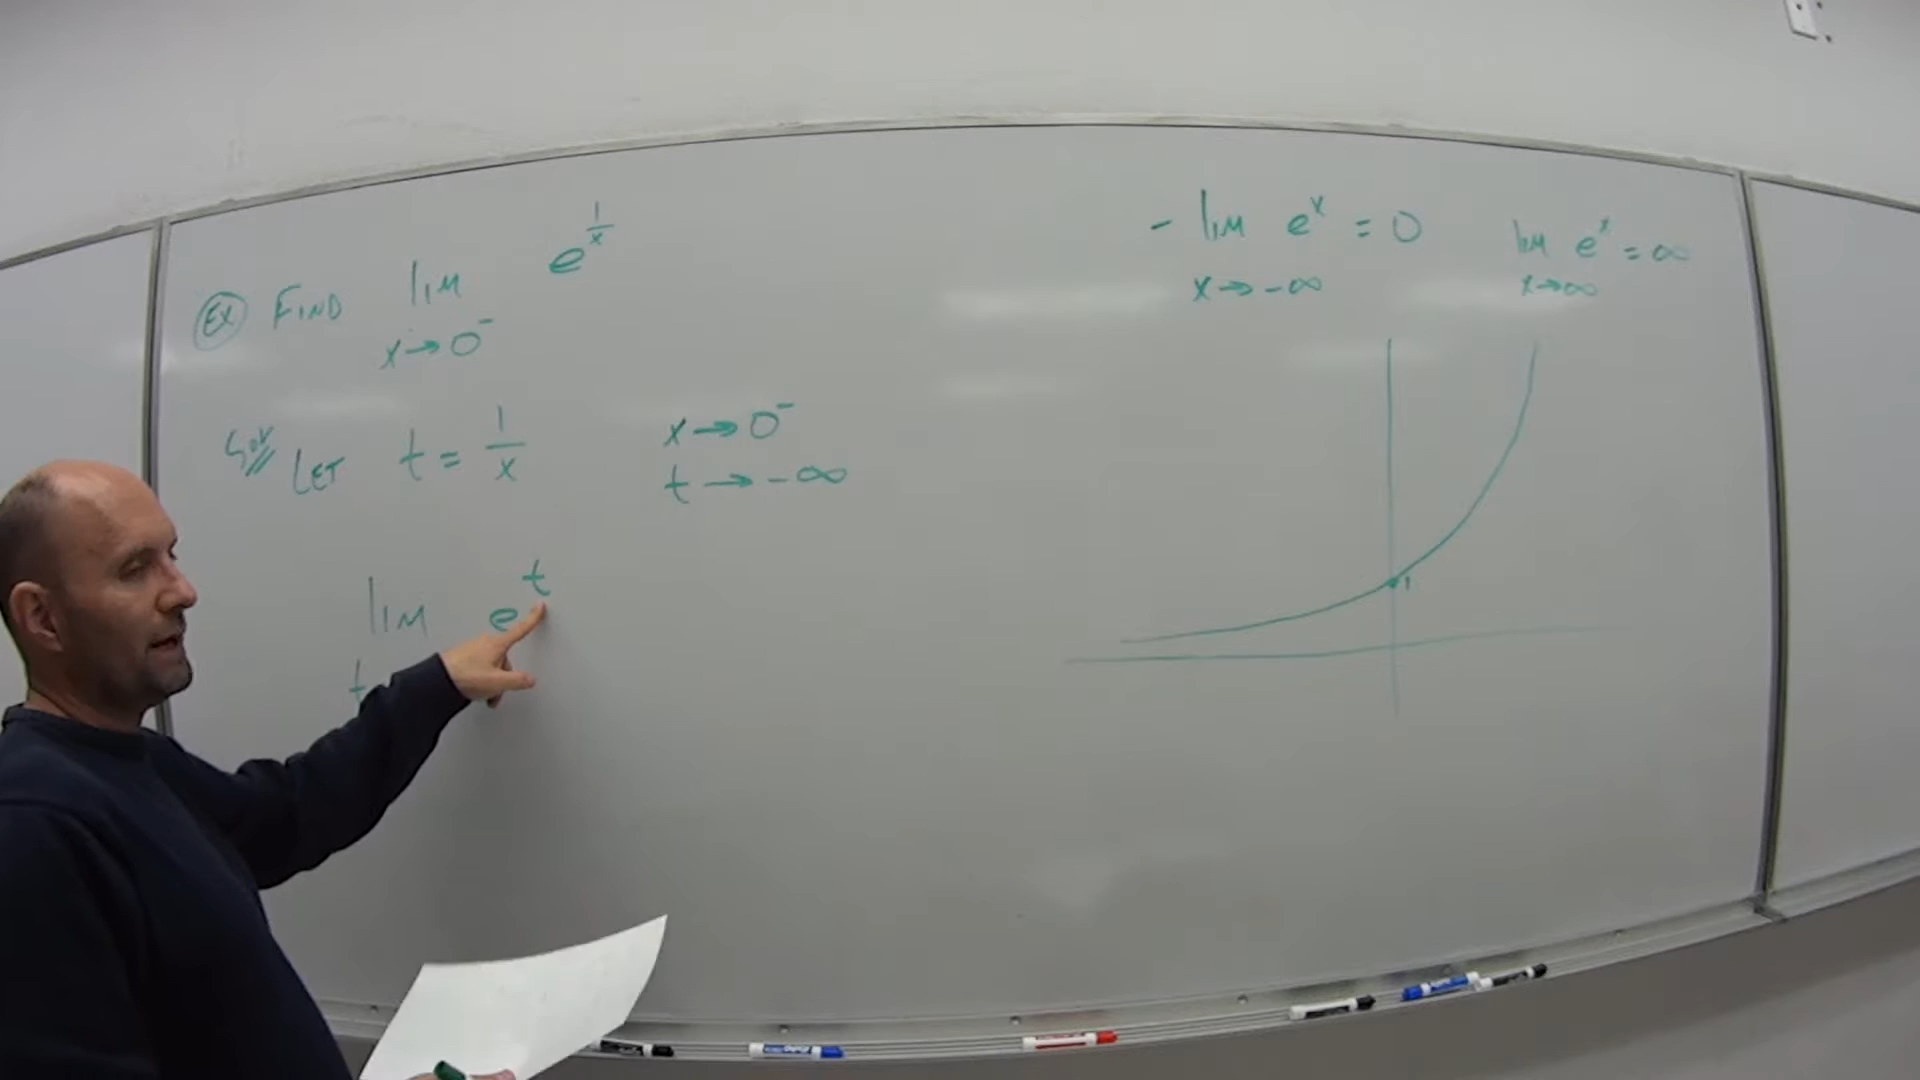 EX FIND lim e^(1/x)
x→0⁻
SOL LET t = 1/x
x→0⁻
t→-∞
lim e^t
t
- lim e^x = 0
x→-∞
lim e^x = ∞
x→∞
1